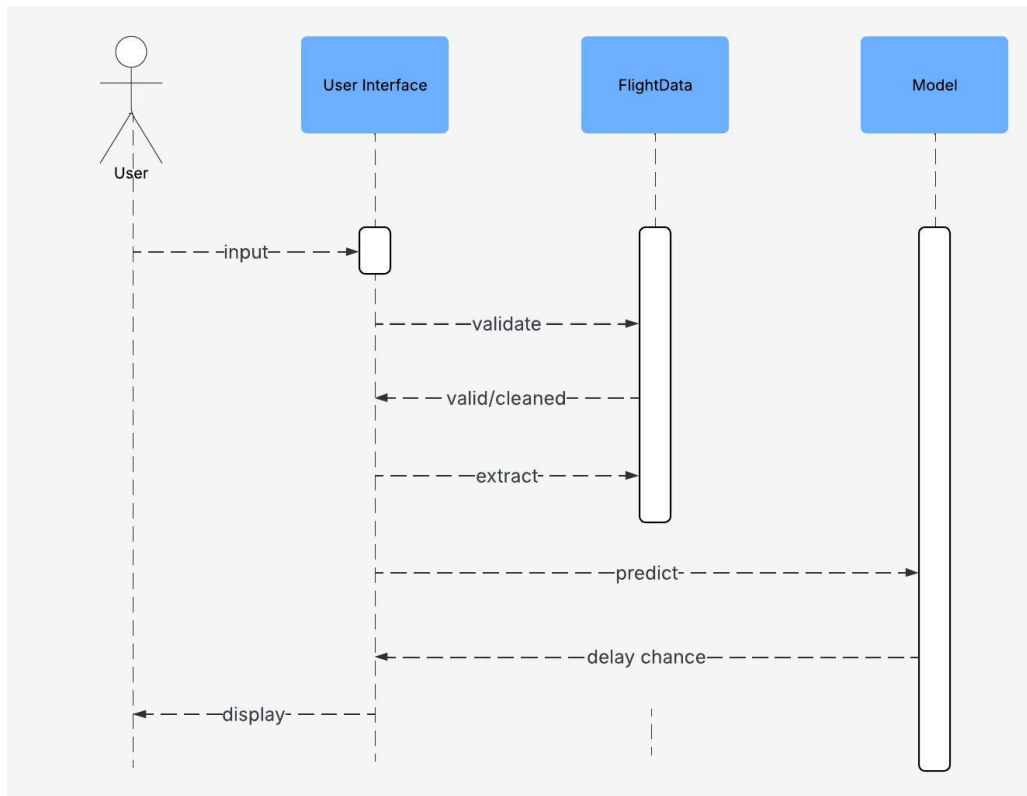 User Interface
FlightData
Model
User
input
validate
valid/cleaned
extract
predict
delay chance
display